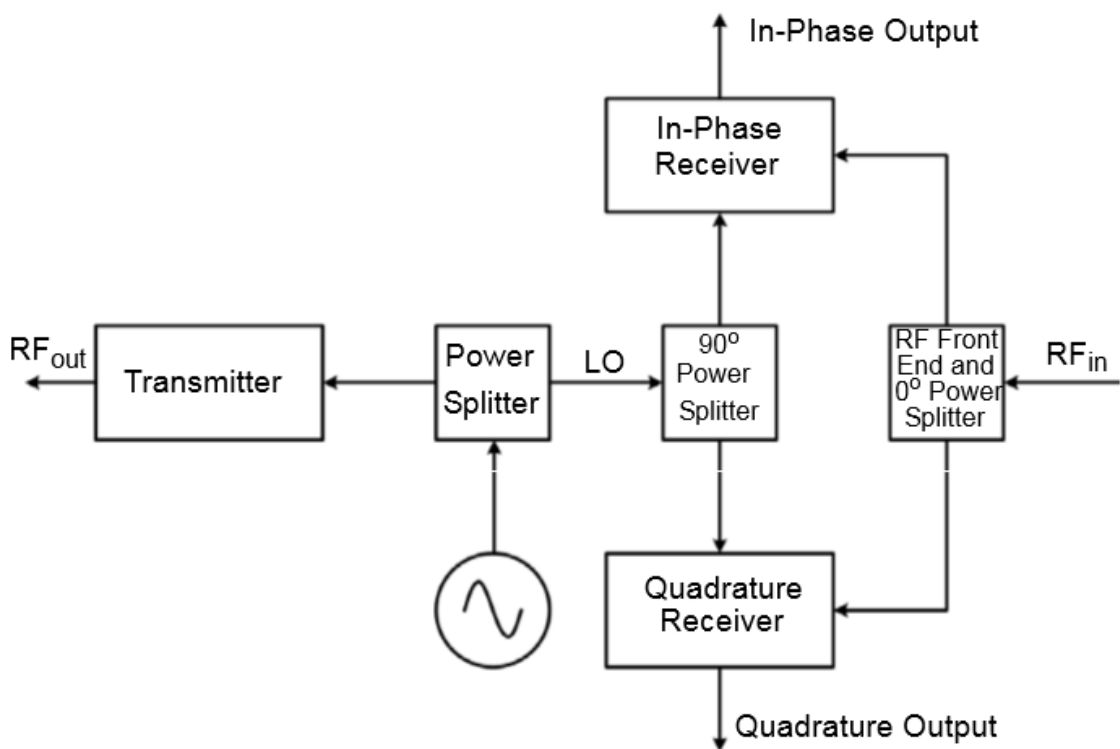 In-Phase Output
In-Phase
Receiver
RFout
Transmitter
Power
Splitter
LO
90º
Power
Splitter
RF Front
End and
0º Power
Splitter
RFin
Quadrature
Receiver
Quadrature Output